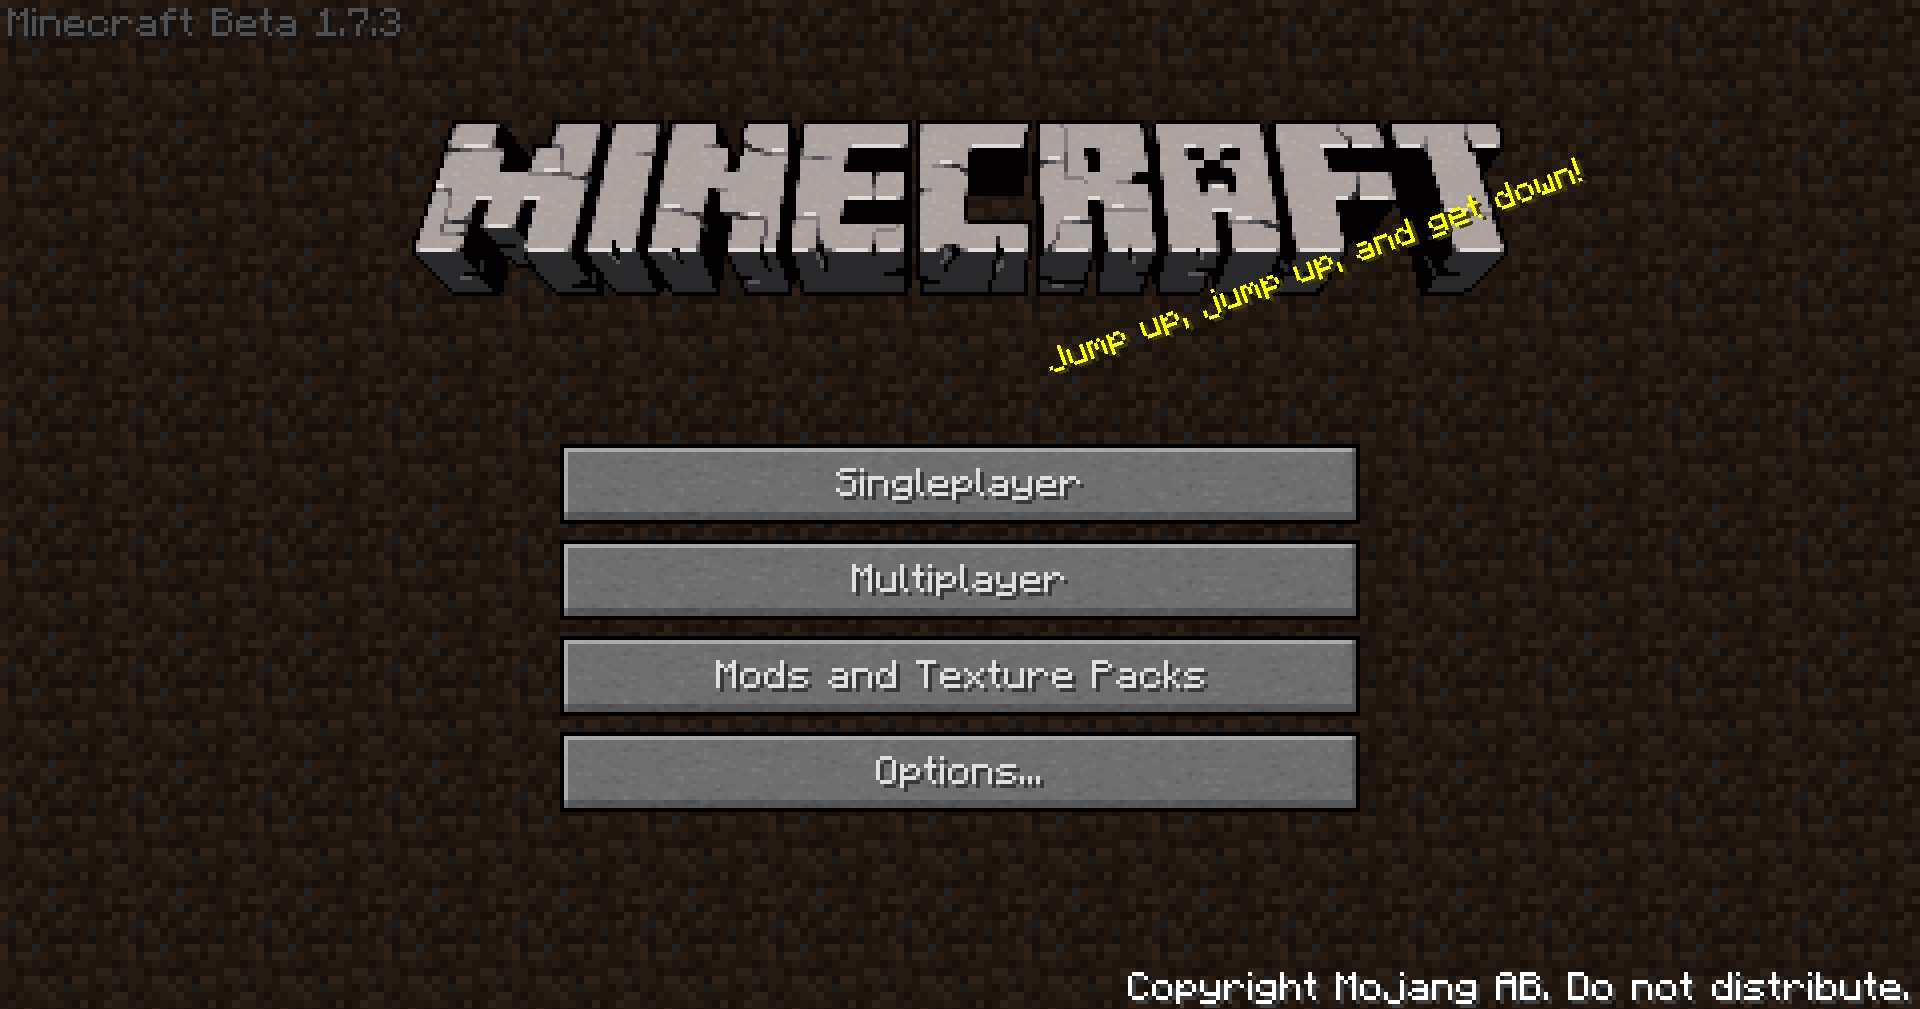 Minecraft Beta 1.7.3
MINECRAFT
Jump up, jump up, and get down!
Singleplayer
Multiplayer
Mods and Texture Packs
Options...
Copyright Mojang AB. Do not distribute.